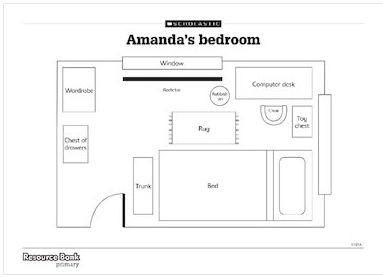 SCHOLASTIC
Amanda's bedroom
Window
Wardrobe
Radiator
Rubbish
bin
Computer desk
Chair
Toy
chest
Chest of
drawers
Rug
Trunk
Bed
Resource Bank
primary